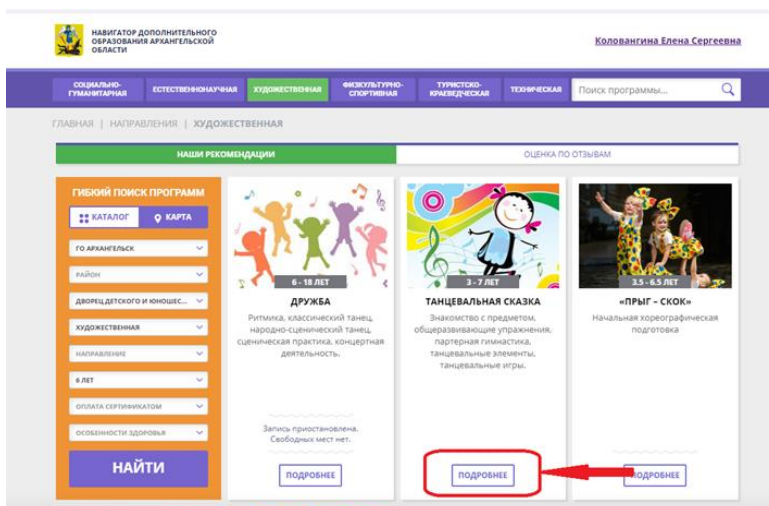 НАВИГАТОР ДОПОЛНИТЕЛЬНОГО
ОБРАЗОВАНИЯ АРХАНГЕЛЬСКОЙ
ОБЛАСТИ
Коловангина Елена Сергеевна
СОЦИАЛЬНО-
ГУМАНИТАРНАЯ
ЕСТЕСТВЕННОНАУЧНАЯ
ХУДОЖЕСТВЕННАЯ
ФИЗКУЛЬТУРНО-
СПОРТИВНАЯ
ТУРИСТСКО-
КРАЕВЕДЧЕСКАЯ
ТЕХНИЧЕСКАЯ
Поиск программы...
ГЛАВНАЯ | НАПРАВЛЕНИЯ | ХУДОЖЕСТВЕННАЯ
НАШИ РЕКОМЕНДАЦИИ
ОЦЕНКА ПО ОТЗЫВАМ
ГИБКИЙ ПОИСК ПРОГРАММ
КАТАЛОГ
КАРТА
ГО АРХАНГЕЛЬСК
РАЙОН
ДВОРЕЦ ДЕТСКОГО И ЮНОШЕС...
ХУДОЖЕСТВЕННАЯ
НАПРАВЛЕНИЕ
6 ЛЕТ
ОПЛАТА СЕРТИФИКАТОМ
ОСОБЕННОСТИ ЗДОРОВЬЯ
НАЙТИ
6 - 18 ЛЕТ
ДРУЖБА
Ритмика, классический танец,
народно-сценический танец,
сценическая практика, концертная
деятельность.
Запись приостановлена.
Свободных мест нет.
ПОДРОБНЕЕ
3 - 7 ЛЕТ
ТАНЦЕВАЛЬНАЯ СКАЗКА
Знакомство с предметом,
общеразвивающие упражнения,
партерная гимнастика,
танцевальные элементы,
танцевальные игры.
ПОДРОБНЕЕ
3.5 - 6.5 ЛЕТ
«ПРЫГ – СКОК»
Начальная хореографическая
подготовка
ПОДРОБНЕЕ